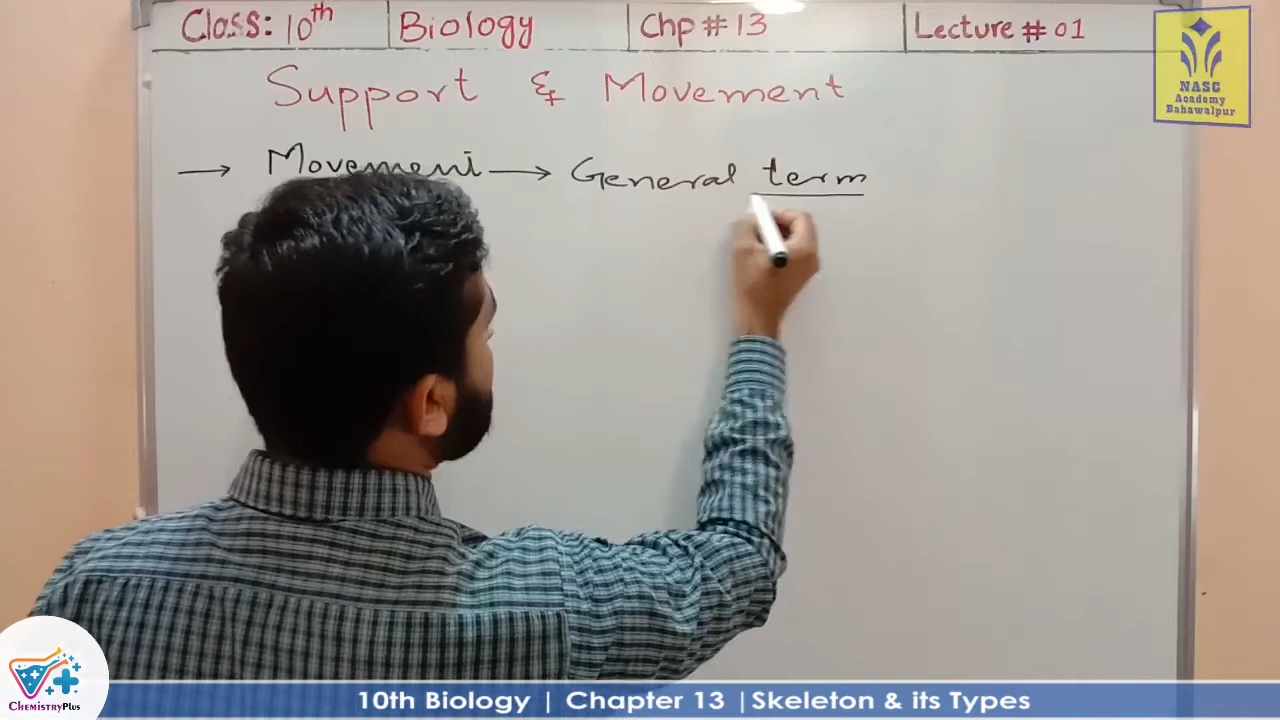 Class: 10th Biology Chp # 13 Lecture # 01
NASC
Academy
Bahawalpur
Support & Movement
→ Movement → General term
ChemistryPlus
10th Biology | Chapter 13 |Skeleton & its Types